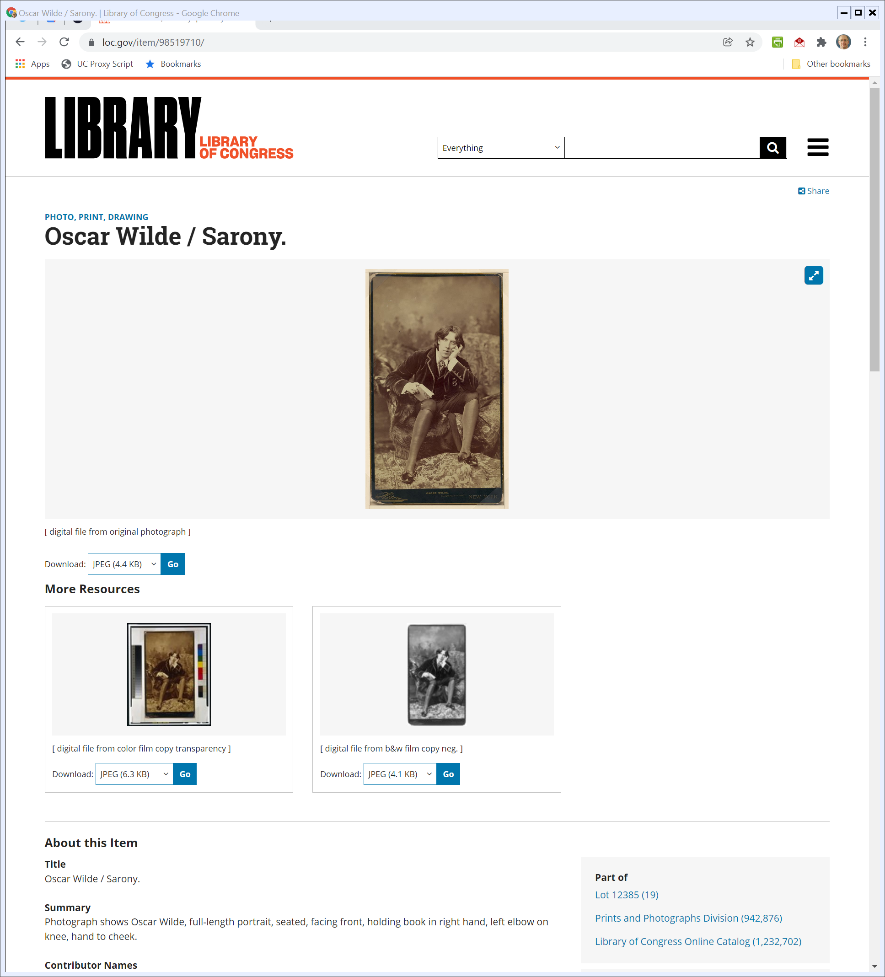 Oscar Wilde / Sarony. | Library of Congress - Google Chrome
loc.gov/item/98519710/
Apps UC Proxy Script Bookmarks Other bookmarks
LIBRARY
LIBRARY
OF CONGRESS
Everything
Share
PHOTO, PRINT, DRAWING
Oscar Wilde / Sarony.
[ digital file from original photograph ]
Download: JPEG (4.4 KB) Go
More Resources
[ digital file from color film copy transparency ]
Download: JPEG (6.3 KB) Go
[ digital file from b&w film copy neg. ]
Download: JPEG (4.1 KB) Go
About this Item
Title
Oscar Wilde / Sarony.
Summary
Photograph shows Oscar Wilde, full-length portrait, seated, facing front, holding book in right hand, left elbow on
knee, hand to cheek.
Contributor Names
Part of
Lot 12385 (19)
Prints and Photographs Division (942,876)
Library of Congress Online Catalog (1,232,702)